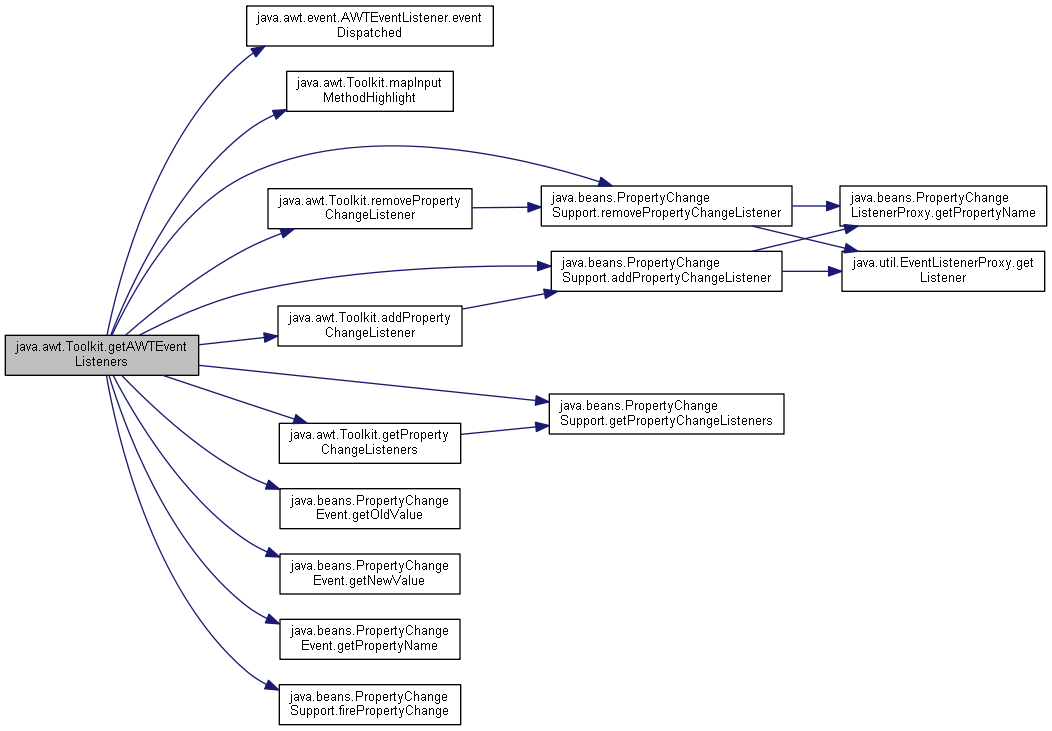 java.awt.event.AWTEventListener.event
Dispatched
java.awt.Toolkit.mapInput
MethodHighlight
java.awt.Toolkit.removeProperty
ChangeListener
java.beans.PropertyChange
Support.removePropertyChangeListener
java.beans.PropertyChange
ListenerProxy.getPropertyName
java.beans.PropertyChange
Support.addPropertyChangeListener
java.util.EventListenerProxy.get
Listener
java.awt.Toolkit.addProperty
ChangeListener
java.awt.Toolkit.getAWTEvent
Listeners
java.beans.PropertyChange
Support.getPropertyChangeListeners
java.awt.Toolkit.getProperty
ChangeListeners
java.beans.PropertyChange
Event.getOldValue
java.beans.PropertyChange
Event.getNewValue
java.beans.PropertyChange
Event.getPropertyName
java.beans.PropertyChange
Support.firePropertyChange